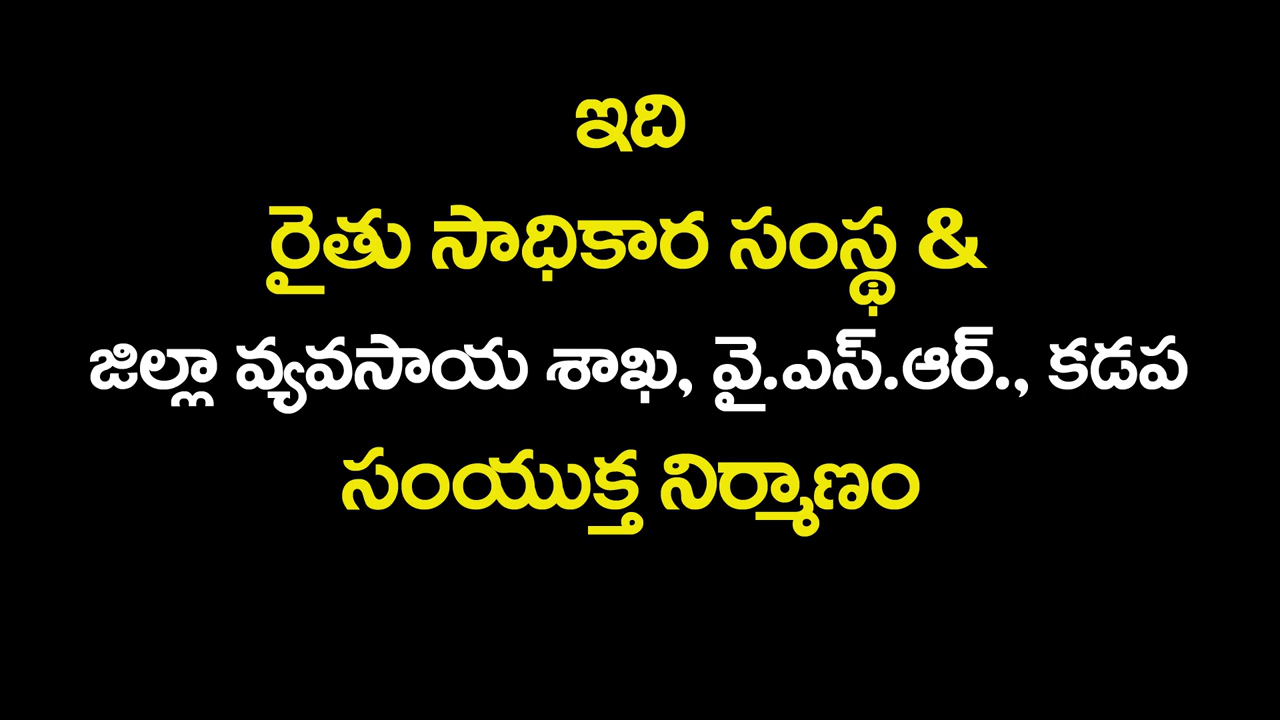 ఇది
రైతు సాధికార సంస్థ &
జిల్లా వ్యవసాయ శాఖ, వై.ఎస్.ఆర్., కడప
సంయుక్త నిర్మాణం